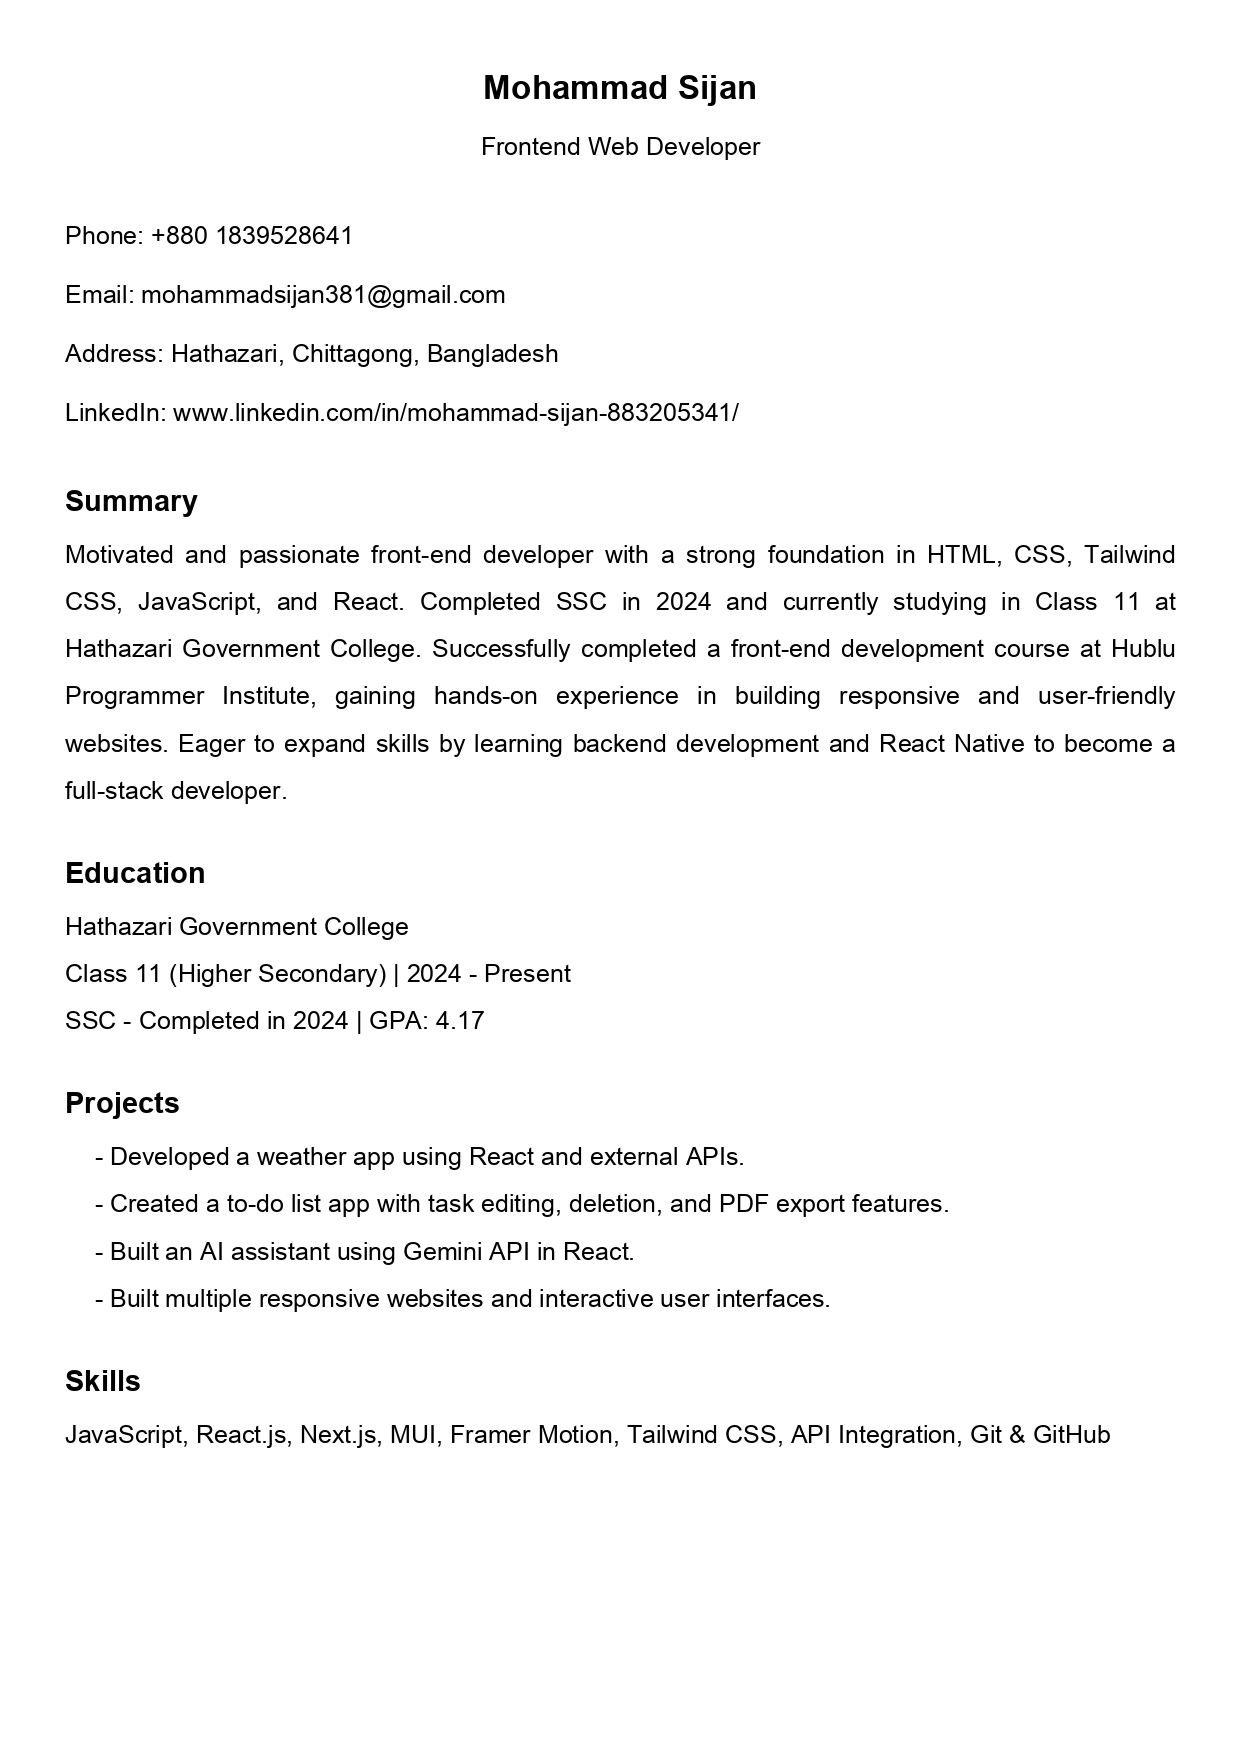 Mohammad Sijan
Frontend Web Developer
Phone: +880 1839528641
Email: mohammadsijan381@gmail.com
Address: Hathazari, Chittagong, Bangladesh
LinkedIn: www.linkedin.com/in/mohammad-sijan-883205341/
Summary
Motivated and passionate front-end developer with a strong foundation in HTML, CSS, Tailwind
CSS, JavaScript, and React. Completed SSC in 2024 and currently studying in Class 11 at
Hathazari Government College. Successfully completed a front-end development course at Hublu
Programmer Institute, gaining hands-on experience in building responsive and user-friendly
websites. Eager to expand skills by learning backend development and React Native to become a
full-stack developer.
Education
Hathazari Government College
Class 11 (Higher Secondary) | 2024 - Present
SSC - Completed in 2024 | GPA: 4.17
Projects
- Developed a weather app using React and external APIs.
- Created a to-do list app with task editing, deletion, and PDF export features.
- Built an AI assistant using Gemini API in React.
- Built multiple responsive websites and interactive user interfaces.
Skills
JavaScript, React.js, Next.js, MUI, Framer Motion, Tailwind CSS, API Integration, Git & GitHub